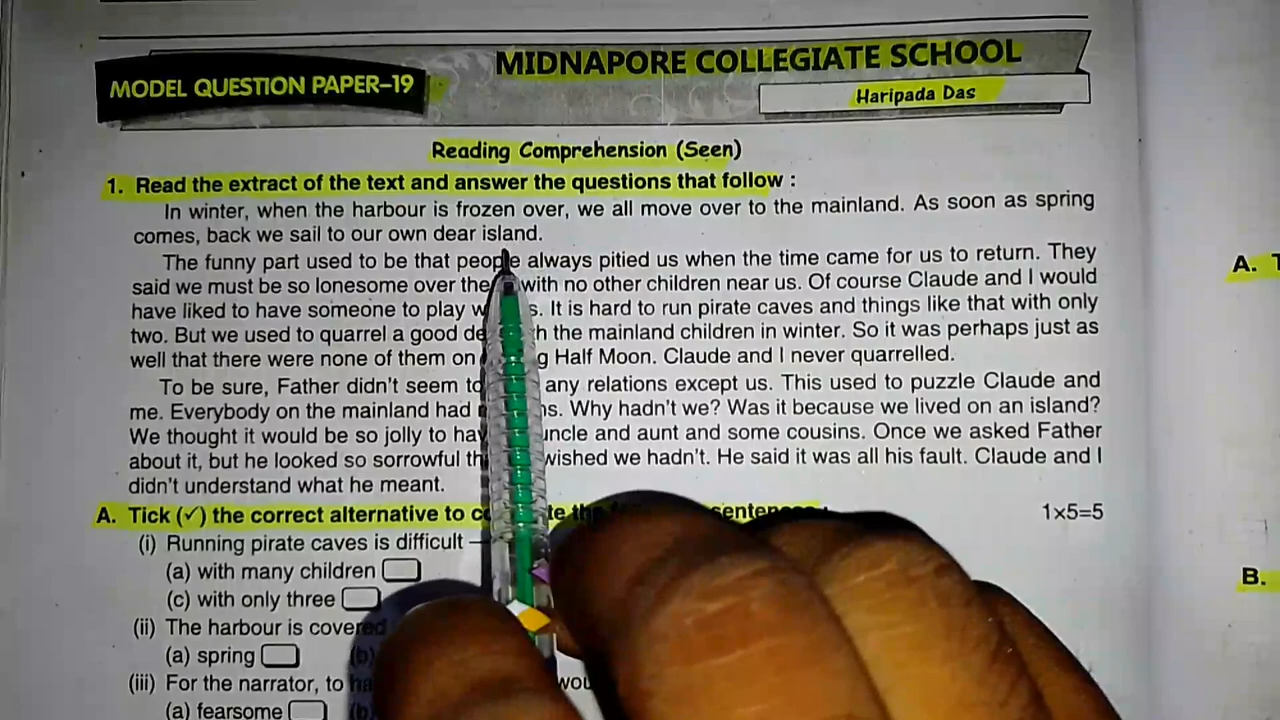 MIDNAPORE COLLEGIATE SCHOOL
MODEL QUESTION PAPER–19
Haripada Das
Reading Comprehension (Seen)
1. Read the extract of the text and answer the questions that follow :
In winter, when the harbour is frozen over, we all move over to the mainland. As soon as spring
comes, back we sail to our own dear island.
The funny part used to be that people always pitied us when the time came for us to return. They
said we must be so lonesome over the with no other children near us. Of course Claude and I would
have liked to have someone to play It is hard to run pirate caves and things like that with only
two. But we used to quarrel a good the mainland children in winter. So it was perhaps just as
well that there were none of them on Half Moon. Claude and I never quarrelled.
To be sure, Father didn't seem to any relations except us. This used to puzzle Claude and
me. Everybody on the mainland had Why hadn't we? Was it because we lived on an island?
We thought it would be so jolly to uncle and aunt and some cousins. Once we asked Father
about it, but he looked so sorrowful wished we hadn't. He said it was all his fault. Claude and I
didn't understand what he meant.
A. Tick (✓) the correct alternative to 1×5=5
(i) Running pirate caves is difficult —
(a) with many children
(c) with only three
(ii) The harbour is covered
(a) spring (b)
(iii) For the narrator, to
(a) fearsome
A.
B.